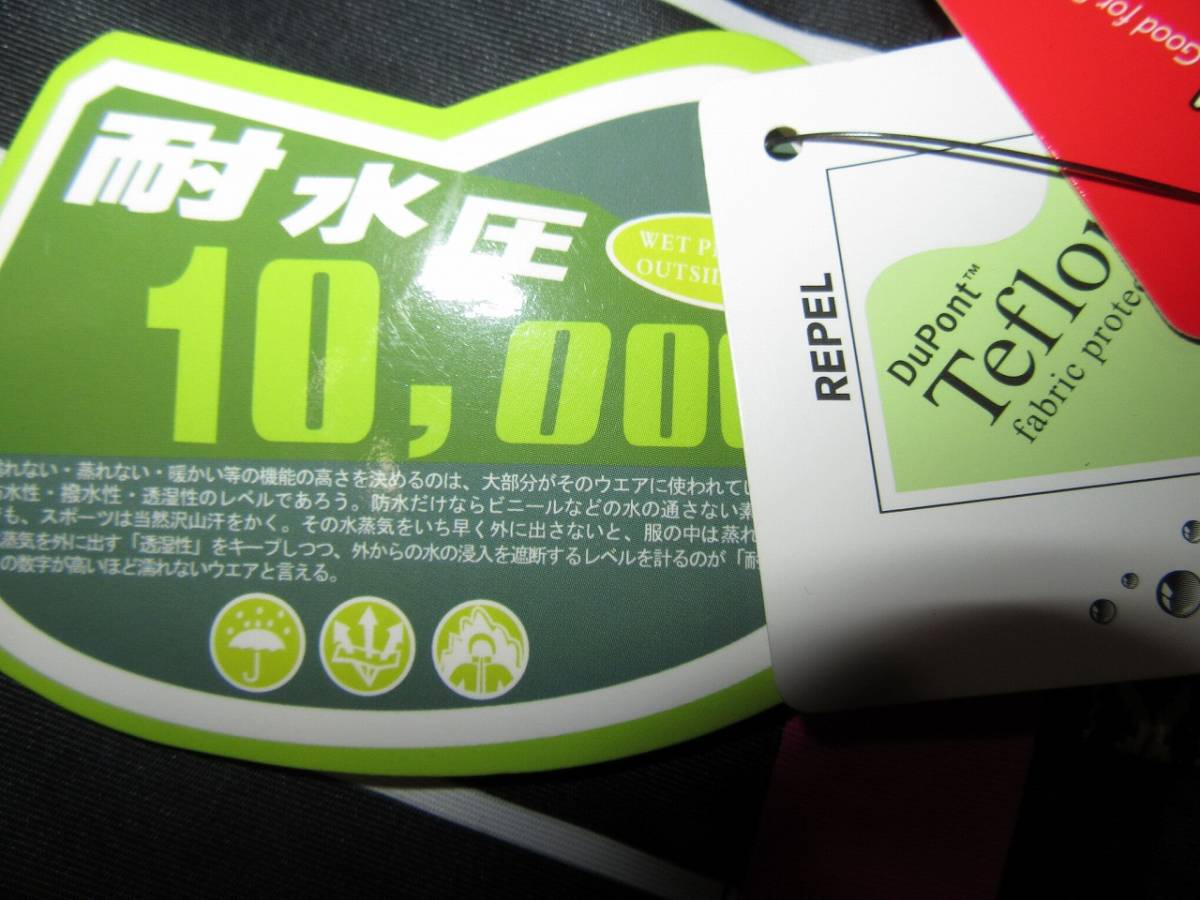 耐水圧
10,000
WET
OUTSI
れない・蒸れない・暖かい等の機能の高さを決めるのは、大部分がそのウエアに使われてい
水性・撥水性・透湿性のレベルであろう。防水だけならビニールなどの水の通さない素
も、スポーツは当然沢山汗をかく。その水蒸気をいち早く外に出さないと、服の中は蒸れ
蒸気を外に出す「透湿性」をキープしつつ、外からの水の浸入を遮断するレベルを計るのが「耐
の数字が高いほど濡れないウエアと言える。
REPEL
DuPont™
Teflon
fabric prote
Good for